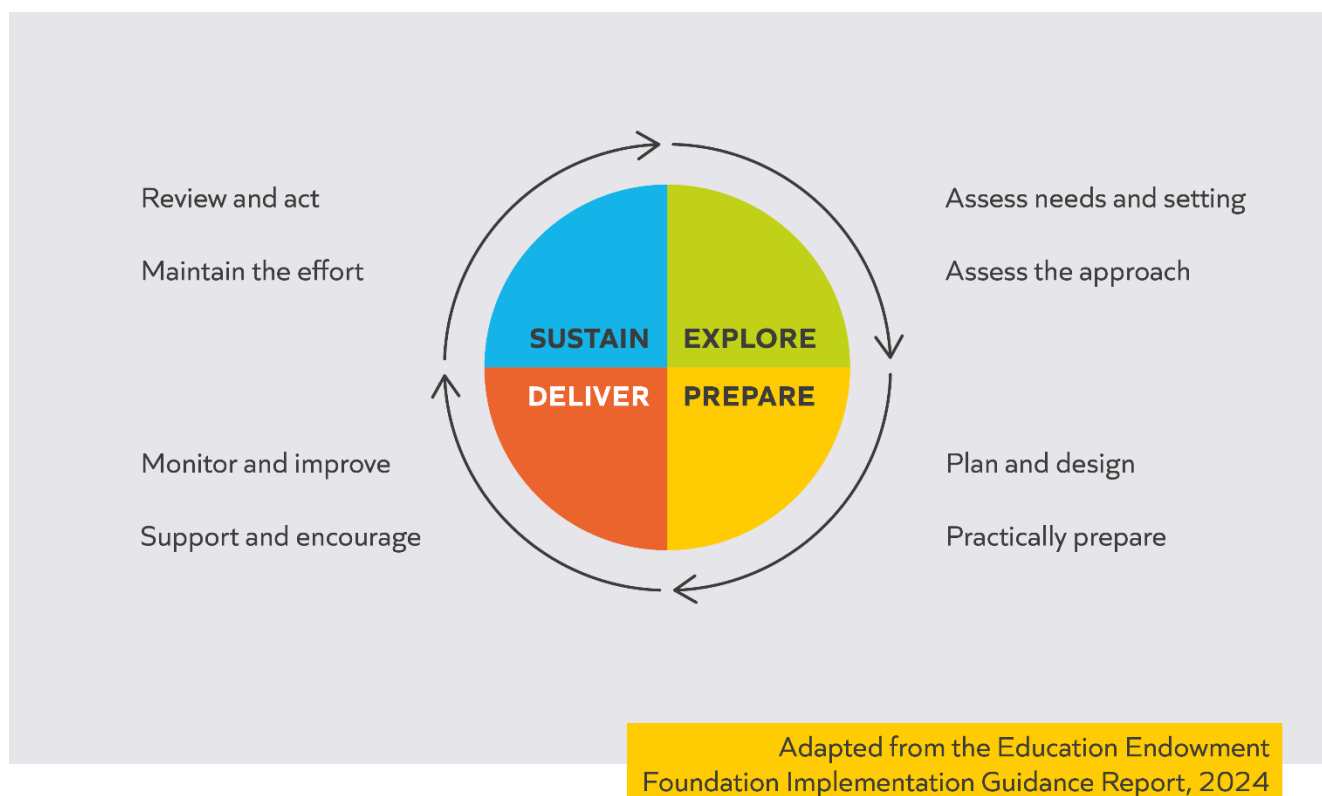 Review and act
Maintain the effort
Assess needs and setting
Assess the approach
SUSTAIN
EXPLORE
DELIVER
PREPARE
Monitor and improve
Support and encourage
Plan and design
Practically prepare
Adapted from the Education Endowment
Foundation Implementation Guidance Report, 2024